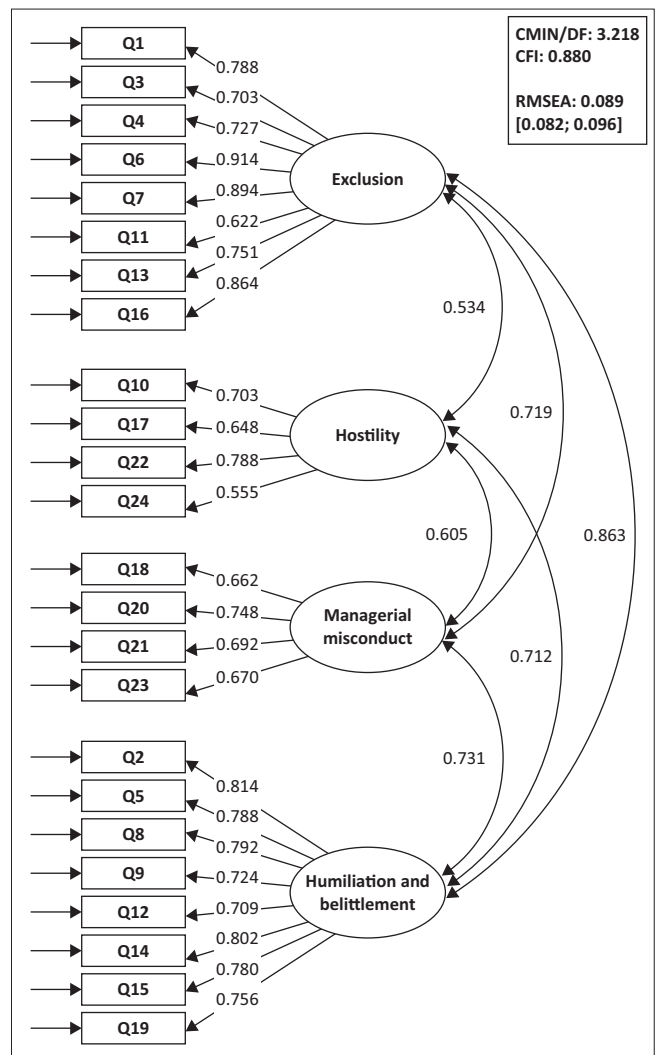 CMIN/DF: 3.218
CFI: 0.880
RMSEA: 0.089
[0.082; 0.096]
Q1
0.788
Q3
0.703
Q4
0.727
Q6
0.914
Q7
0.894
Q11
0.622
Q13
0.751
Q16
0.864
Exclusion
0.534
Q10
0.703
Q17
0.648
Q22
0.788
Q24
0.555
Hostility
0.719
0.605
0.863
Q18
0.662
Q20
0.748
Q21
0.692
Q23
0.670
Managerial
misconduct
0.712
0.731
Q2
0.814
Q5
0.788
Q8
0.792
Q9
0.724
Q12
0.709
Q14
0.802
Q15
0.780
Q19
0.756
Humiliation and
belittlement